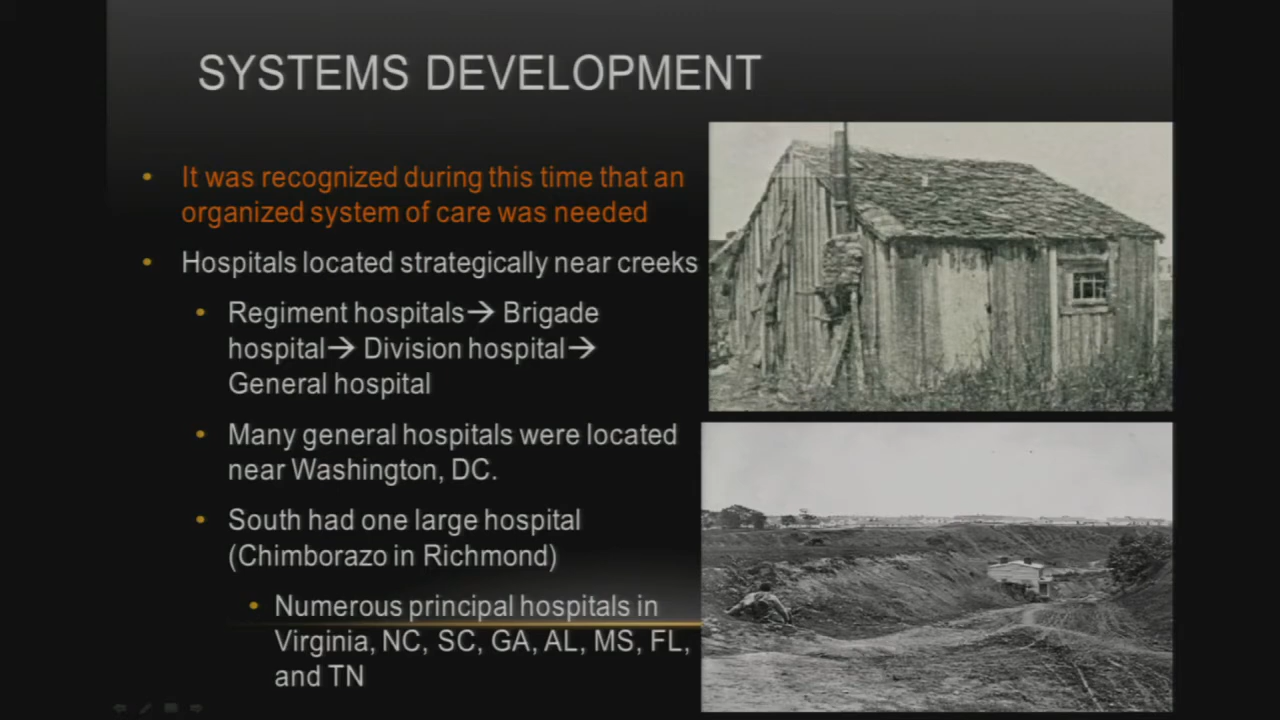 SYSTEMS DEVELOPMENT
• It was recognized during this time that an
organized system of care was needed
• Hospitals located strategically near creeks
• Regiment hospitals→ Brigade
hospital→ Division hospital→
General hospital
• Many general hospitals were located
near Washington, DC.
• South had one large hospital
(Chimborazo in Richmond)
• Numerous principal hospitals in
Virginia, NC, SC, GA, AL, MS, FL,
and TN